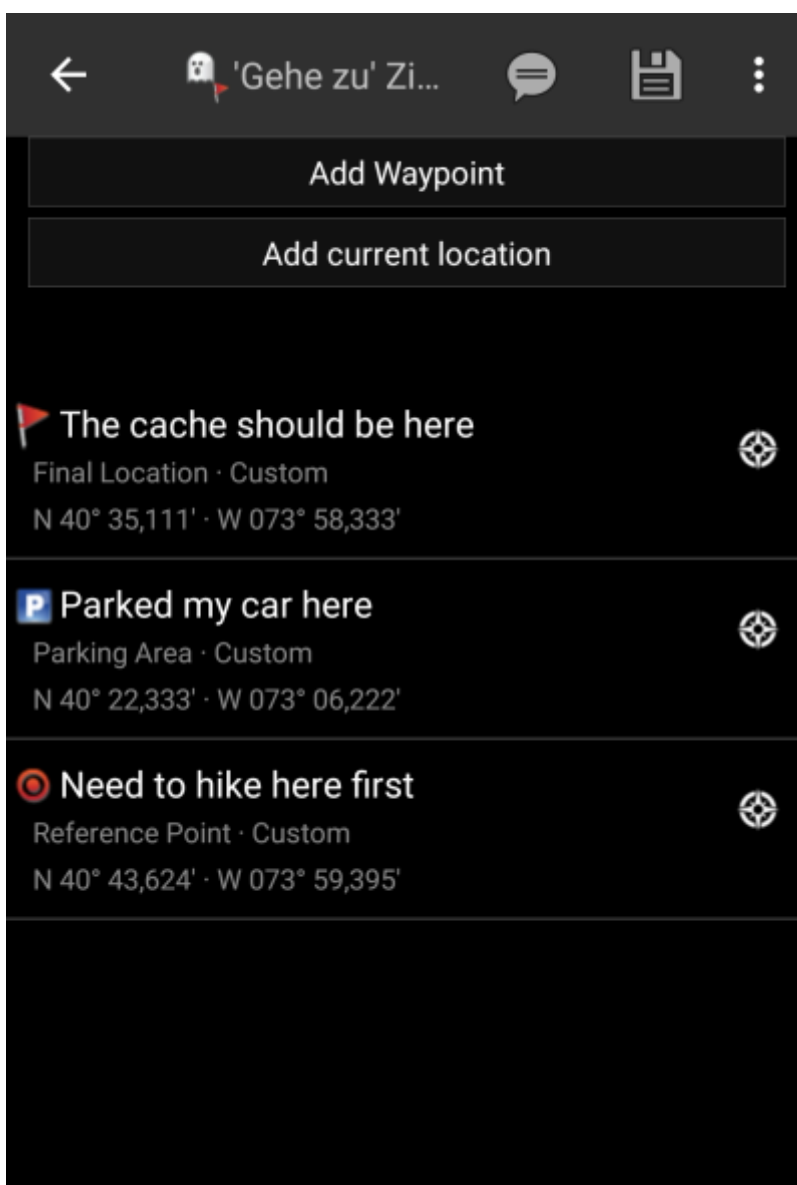 'Gehe zu' Zi...
Add Waypoint
Add current location
The cache should be here
Final Location · Custom
N 40° 35,111' · W 073° 58,333'
P Parked my car here
Parking Area · Custom
N 40° 22,333' · W 073° 06,222'
Need to hike here first
Reference Point · Custom
N 40° 43,624' · W 073° 59,395'